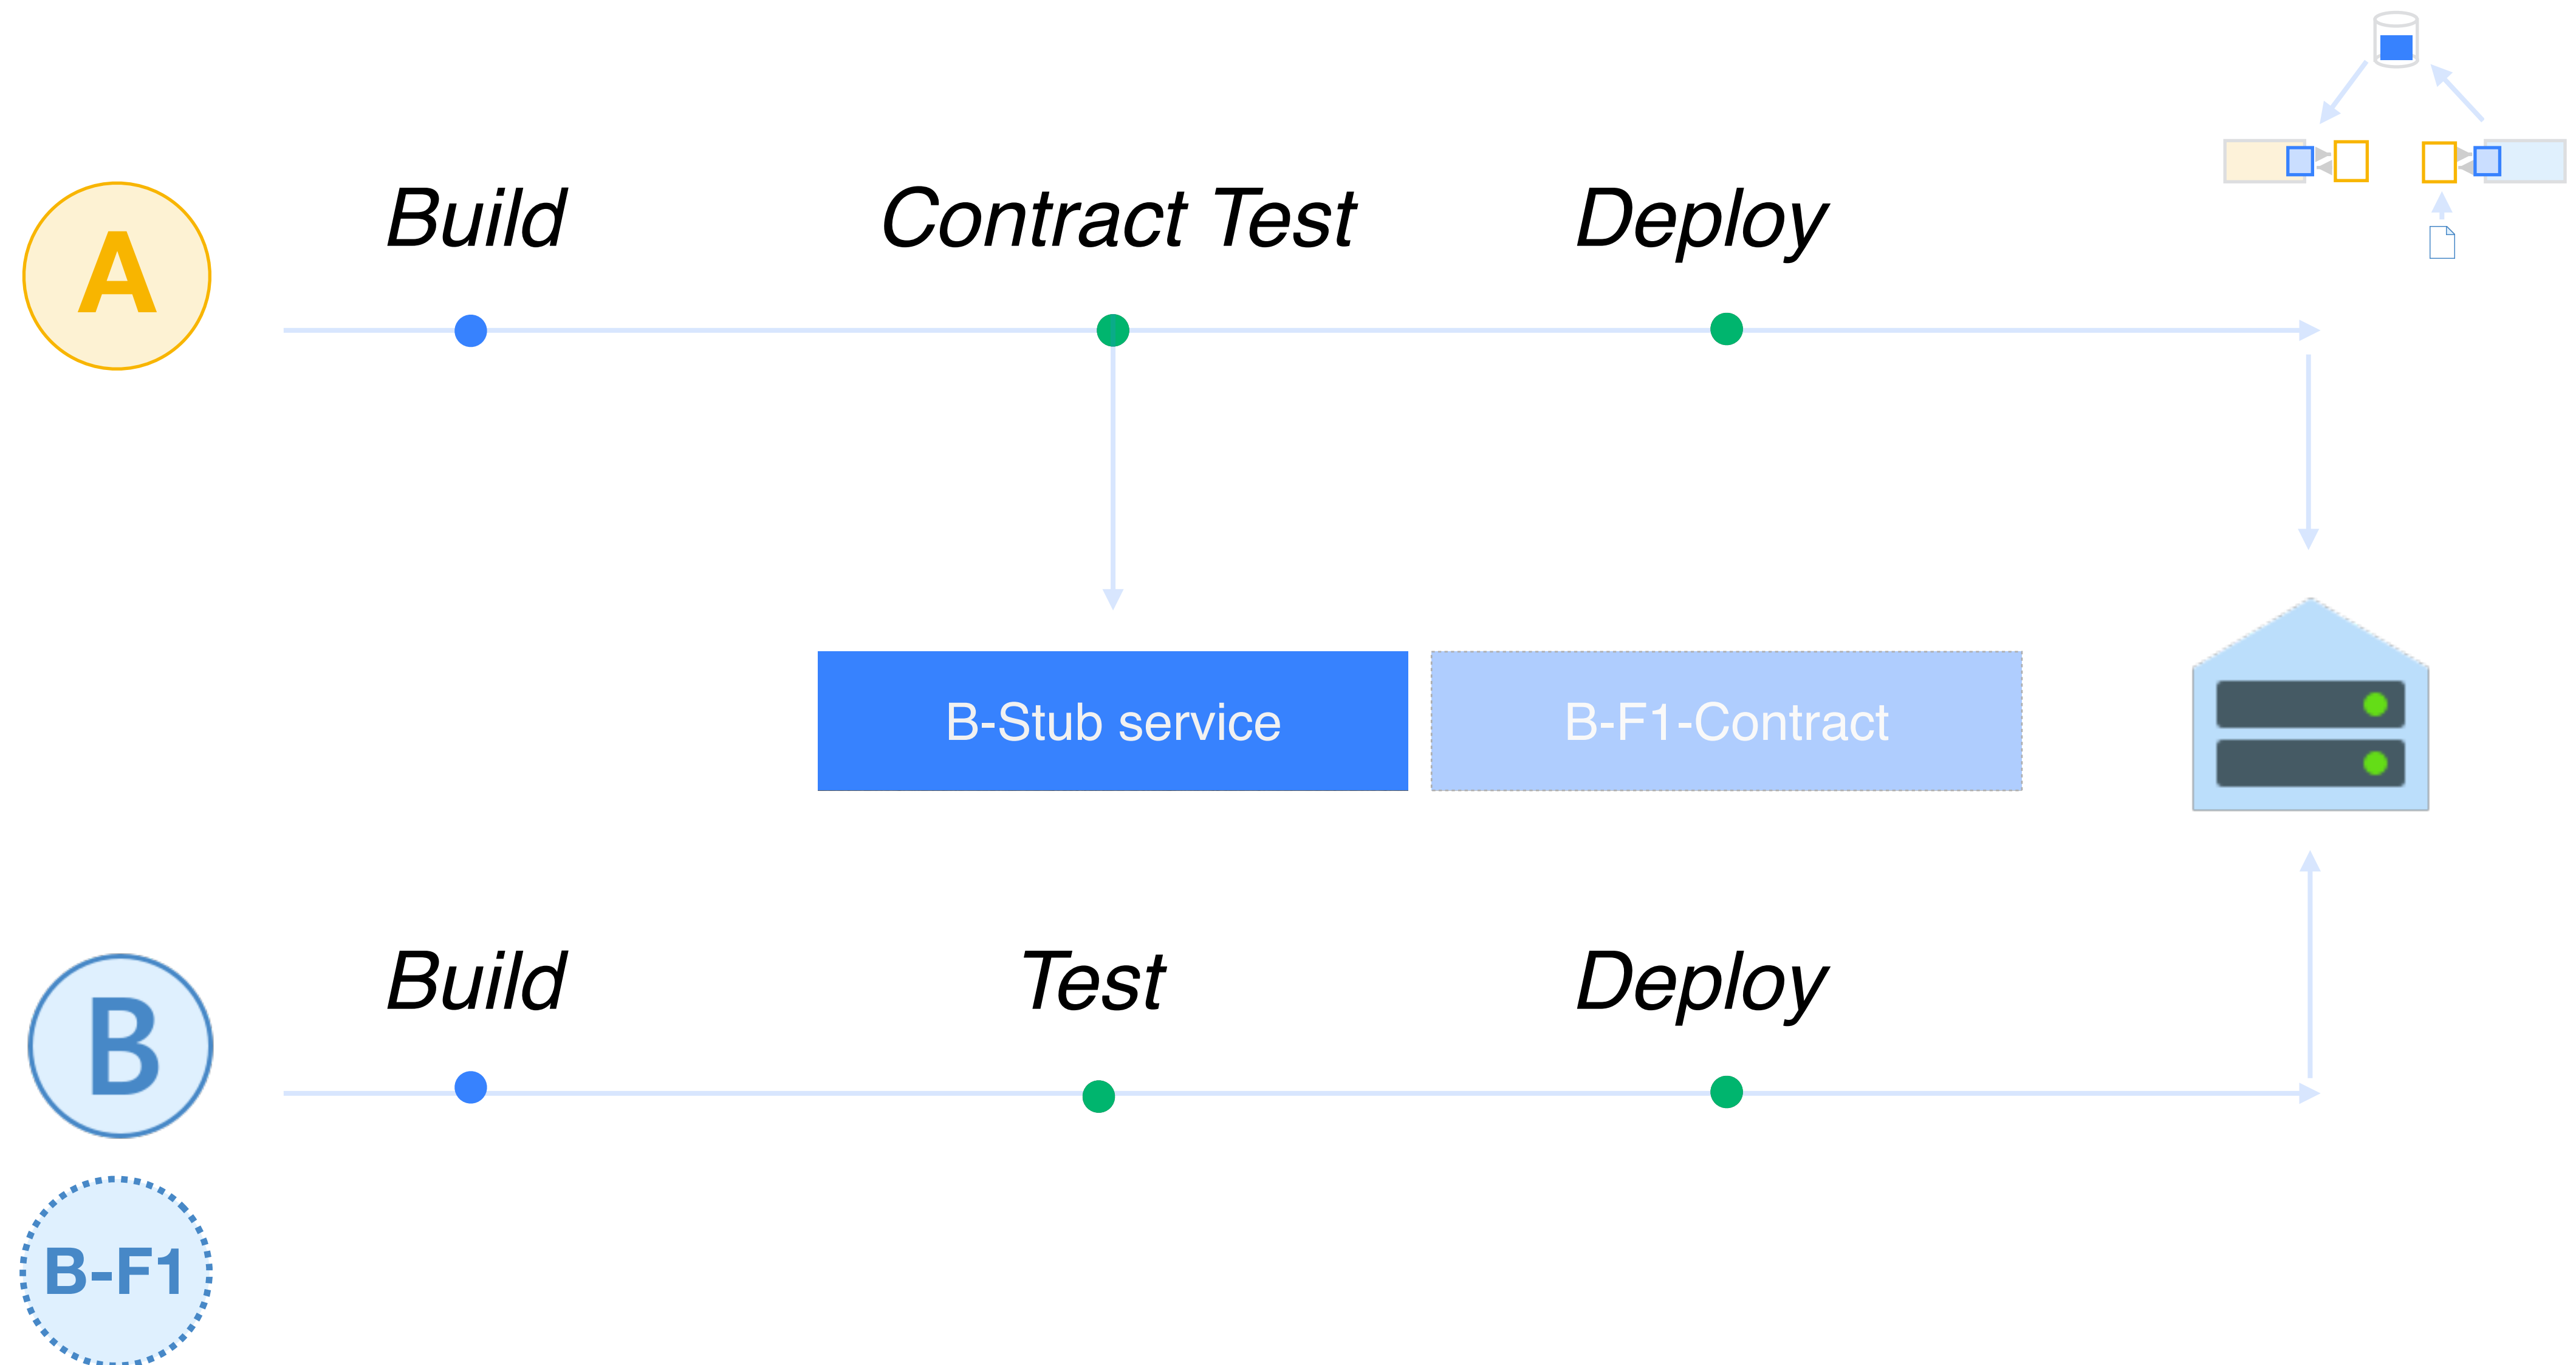 A
Build
Contract Test
Deploy
B-Stub service
B-F1-Contract
B
Build
Test
Deploy
B-F1